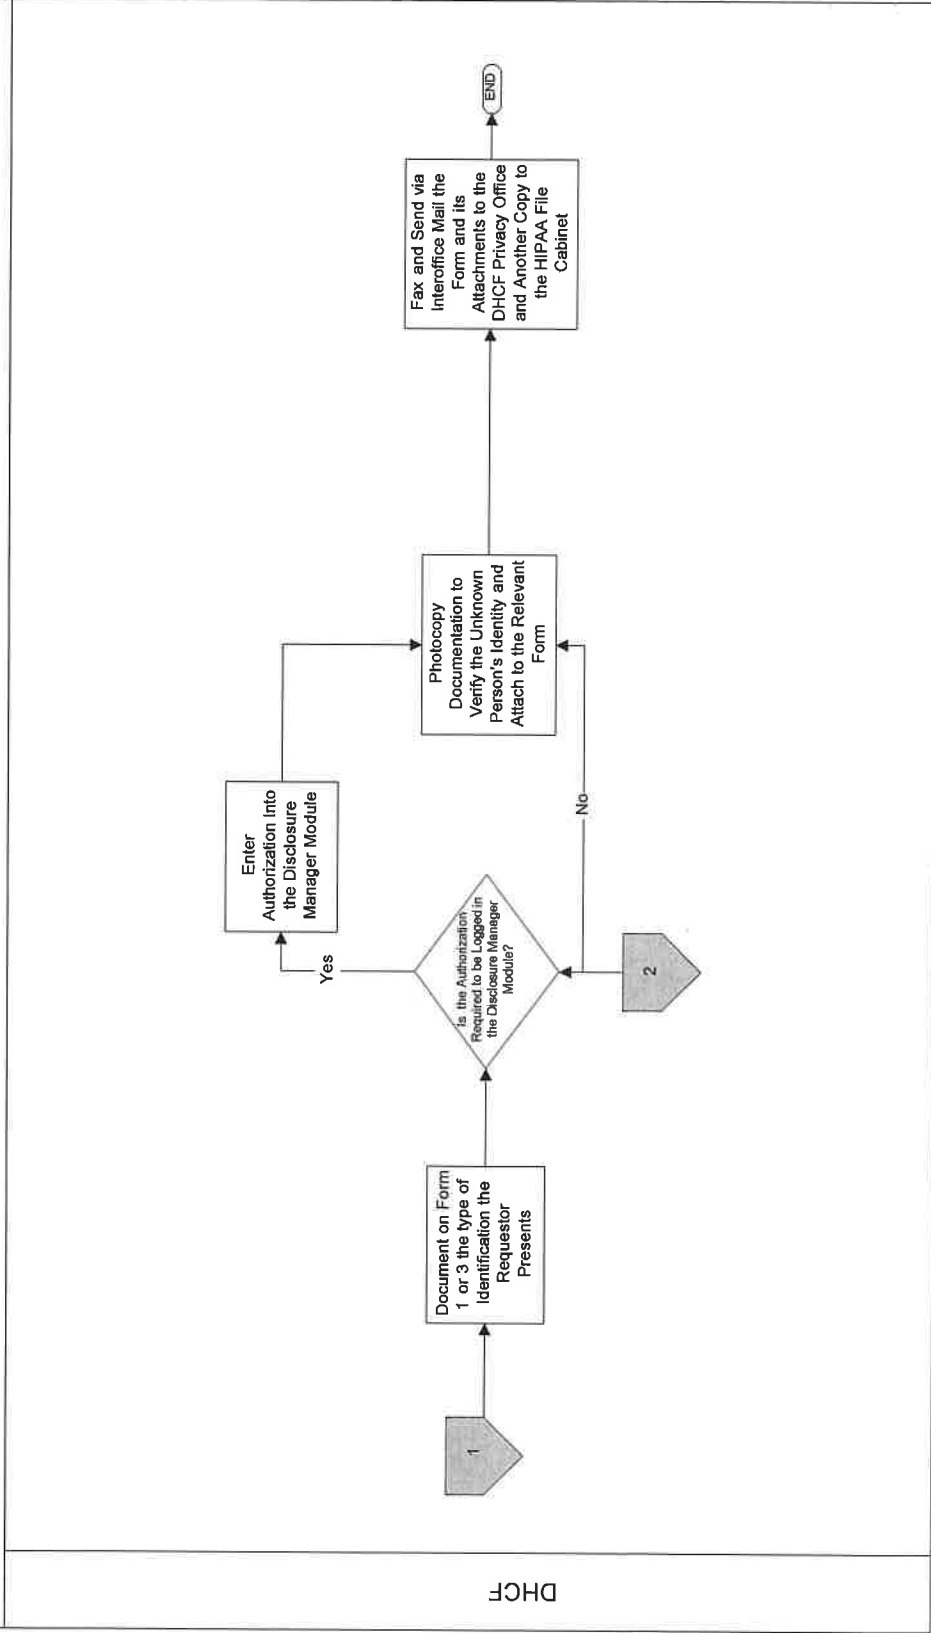 DHCF
1
Document on Form
1 or 3 the type of
Identification the
Requestor
Presents
Is the Authorization
Required to be Logged in
the Disclosure Manager
Module?
Yes
No
2
Enter
Authorization Into
the Disclosure
Manager Module
Photocopy
Documentation to
Verify the Unknown
Person's Identity and
Attach to the Relevant
Form
Fax and Send via
Interoffice Mail the
Form and its
Attachments to the
DHCF Privacy Office
and Another Copy to
the HIPAA File
Cabinet
END